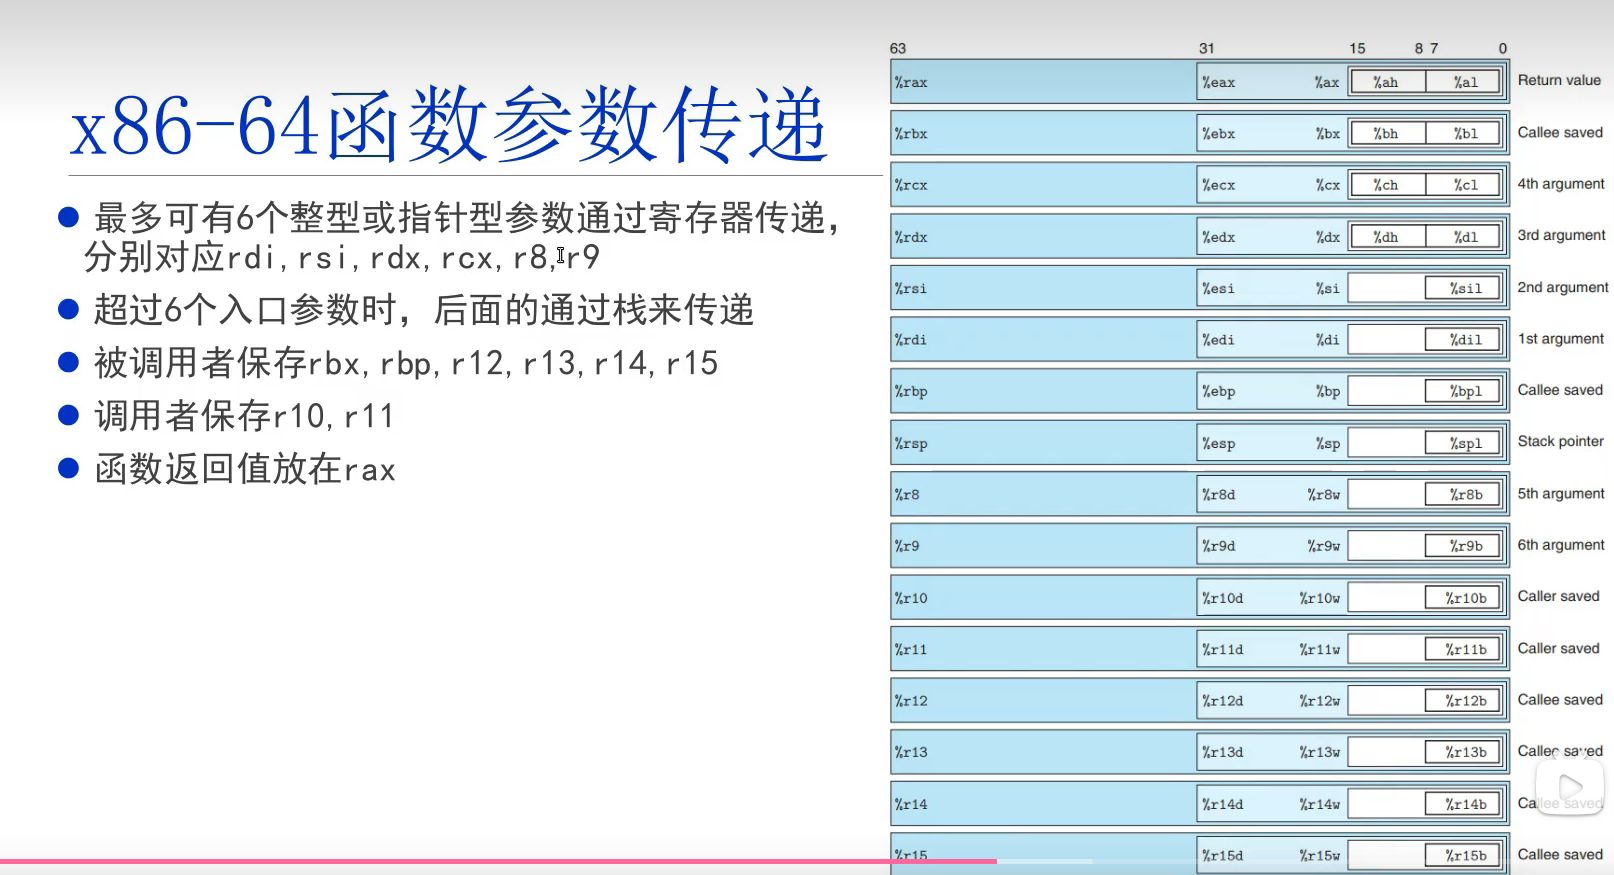 x86-64函数参数传递
最多可有6个整型或指针型参数通过寄存器传递，
分别对应rdi,rsi,rdx,rcx,r8,r9
超过6个入口参数时，后面的通过栈来传递
被调用者保存rbx,rbp,r12,r13,r14,r15
调用者保存r10,r11
函数返回值放在rax
63 31 15 8 7 0
%rax %eax %ax %ah %al Return value
%rbx %ebx %bx %bh %bl Callee saved
%rcx %ecx %cx %ch %cl 4th argument
%rdx %edx %dx %dh %dl 3rd argument
%rsi %esi %si %sil 2nd argument
%rdi %edi %di %dil 1st argument
%rbp %ebp %bp %bpl Callee saved
%rsp %esp %sp %spl Stack pointer
%r8 %r8d %r8w %r8b 5th argument
%r9 %r9d %r9w %r9b 6th argument
%r10 %r10d %r10w %r10b Caller saved
%r11 %r11d %r11w %r11b Caller saved
%r12 %r12d %r12w %r12b Callee saved
%r13 %r13d %r13w %r13b Callee saved
%r14 %r14d %r14w %r14b Callee saved
%r15 %r15d %r15w %r15b Callee saved